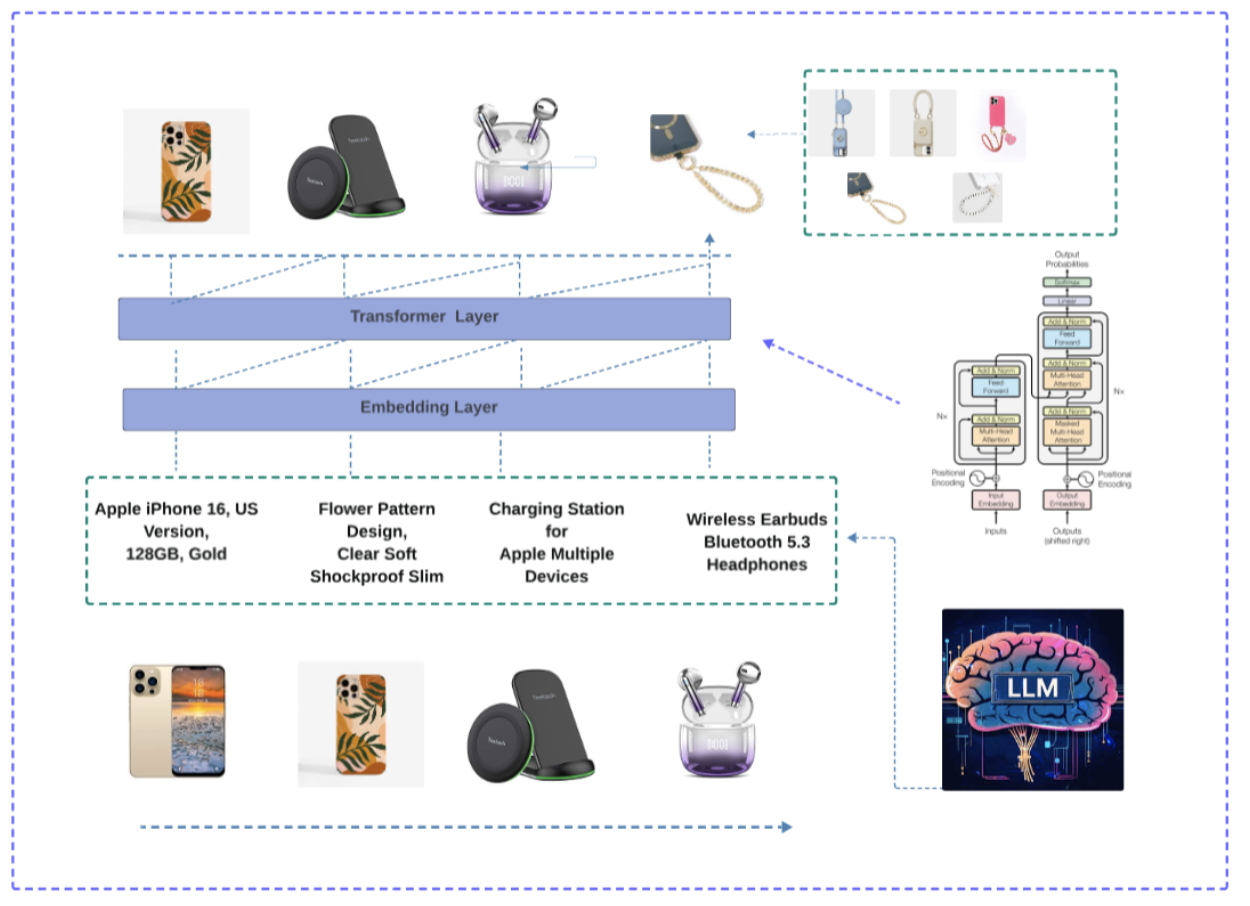 Output
Probabilities
Softmax
Linear
Add & Norm
Feed
Forward
Add & Norm
Multi-Head
Attention
Add & Norm
Feed
Forward
Nx
Nx
Add & Norm
Multi-Head
Attention
Add & Norm
Masked
Multi-Head
Attention
Positional
Encoding
Positional
Encoding
Input
Embedding
Output
Embedding
Inputs
Outputs
(shifted right)
Transformer Layer
Embedding Layer
Apple iPhone 16, US
Version,
128GB, Gold
Flower Pattern
Design,
Clear Soft
Shockproof Slim
Charging Station
for
Apple Multiple
Devices
Wireless Earbuds
Bluetooth 5.3
Headphones
LLM